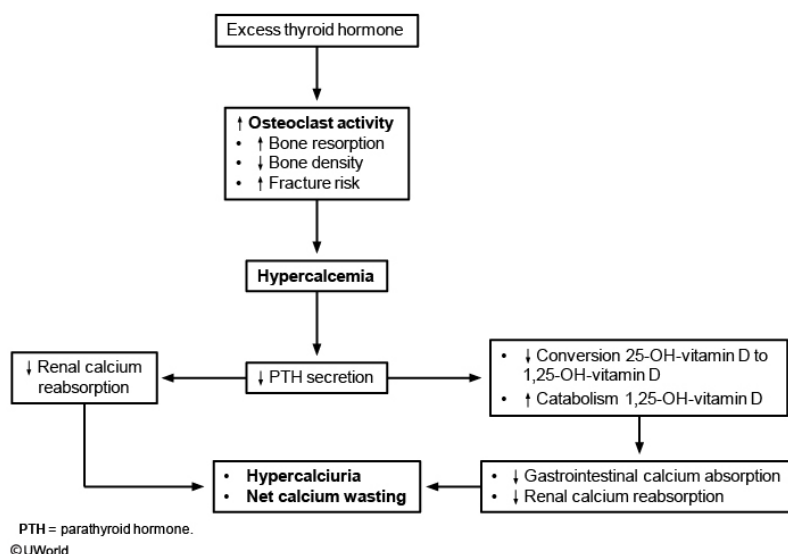 Excess thyroid hormone
↑ Osteoclast activity
• ↑ Bone resorption
• ↓ Bone density
• ↑ Fracture risk
Hypercalcemia
↓ Renal calcium
reabsorption
↓ PTH secretion
• ↓ Conversion 25-OH-vitamin D to
1,25-OH-vitamin D
• ↑ Catabolism 1,25-OH-vitamin D
• Hypercalciuria
• Net calcium wasting
• ↓ Gastrointestinal calcium absorption
• ↓ Renal calcium reabsorption
PTH = parathyroid hormone.
©UWorld